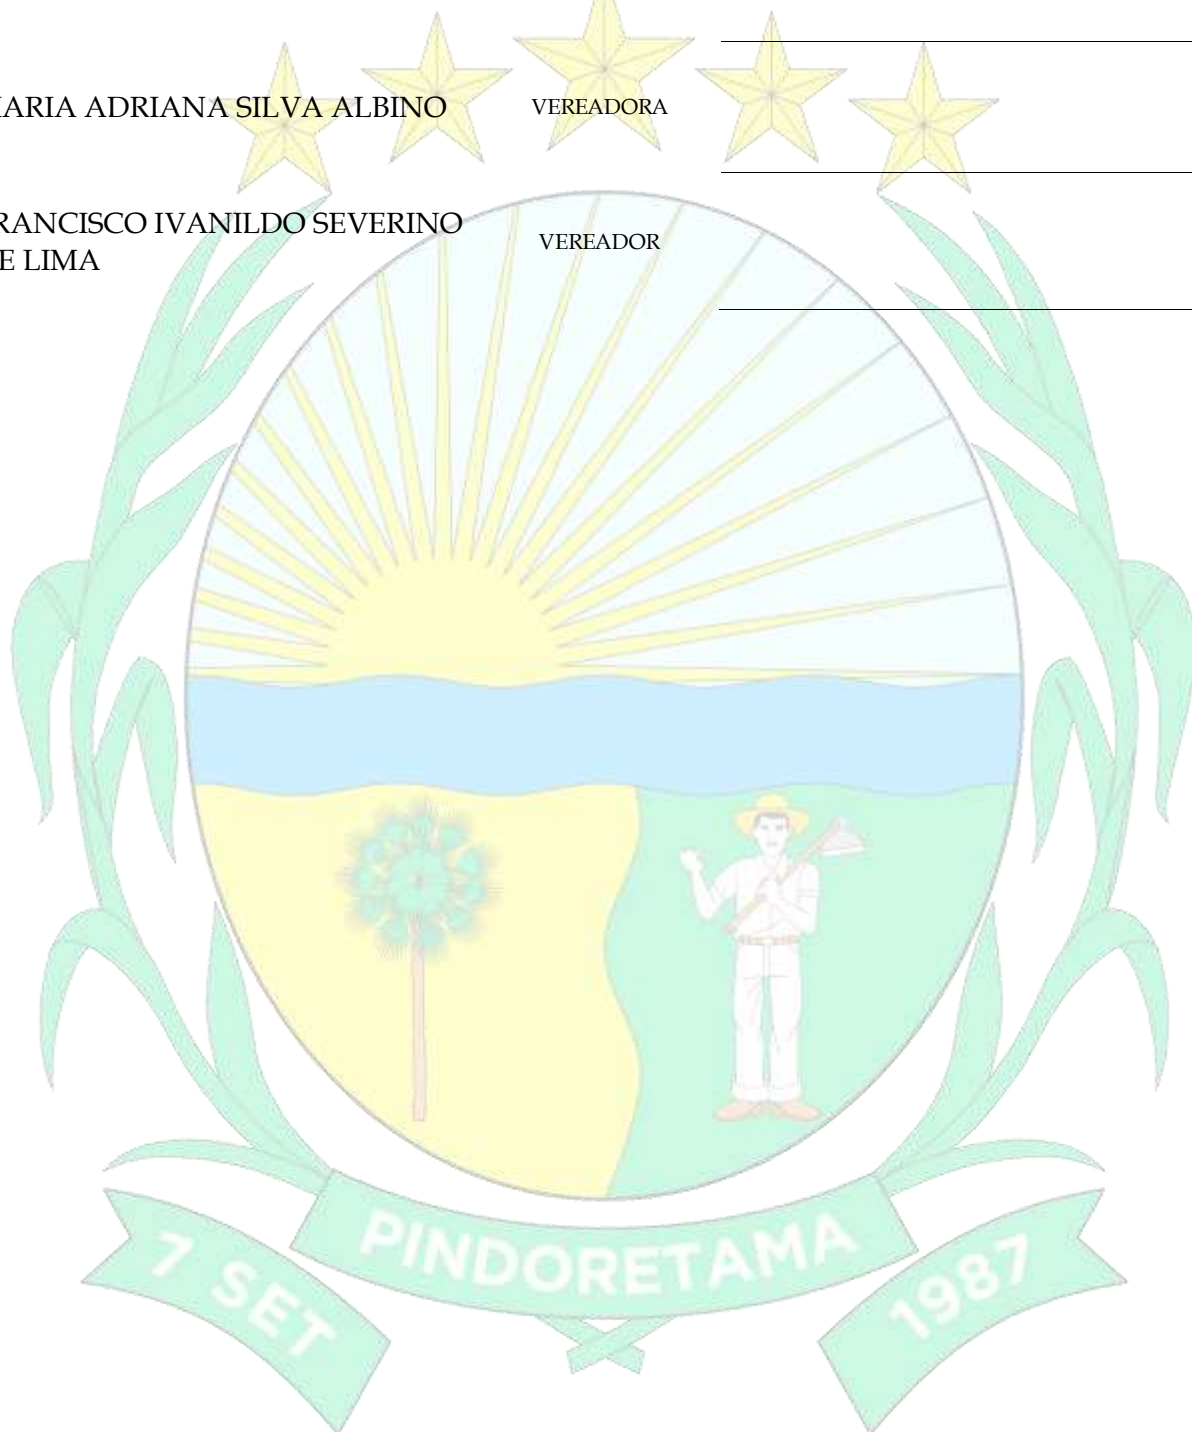 ARIA ADRIANA SILVA ALBINO VEREADORA
RANCISCO IVANILDO SEVERINO
E LIMA
VEREADOR
PINDORETAMA
7 SET
1987